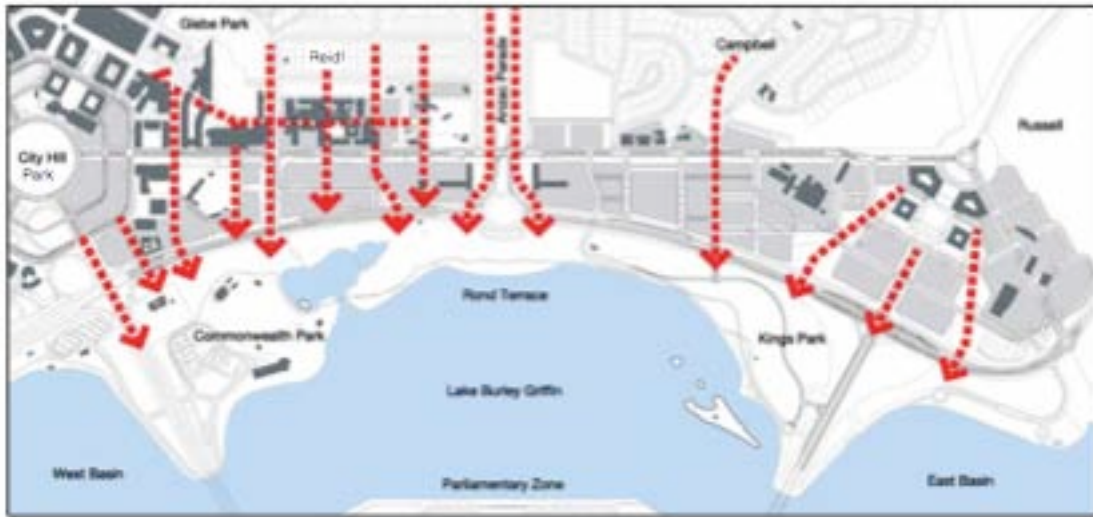 Glebe Park
Reid
Campbell
Anzac Parade
Russell
City Hill
Park
Rond Terrace
Commonwealth Park
Kings Park
Lake Burley Griffin
West Basin
East Basin
Parliamentary Zone